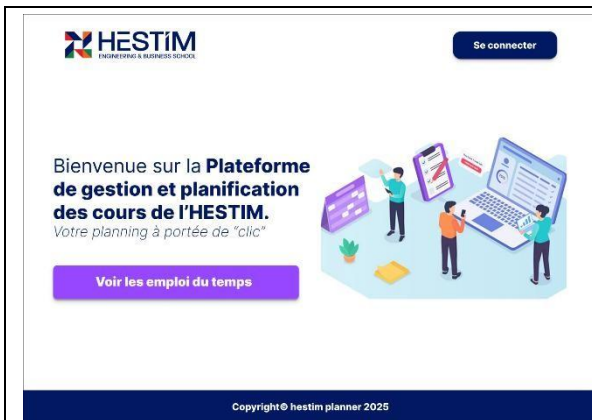 HESTIM
ENGINEERING & BUSINESS SCHOOL
Se connecter
Bienvenue sur la Plateforme
de gestion et planification
des cours de l'HESTIM.
Votre planning à portée de "clic"
Voir les emploi du temps
Copyright© hestim planner 2025